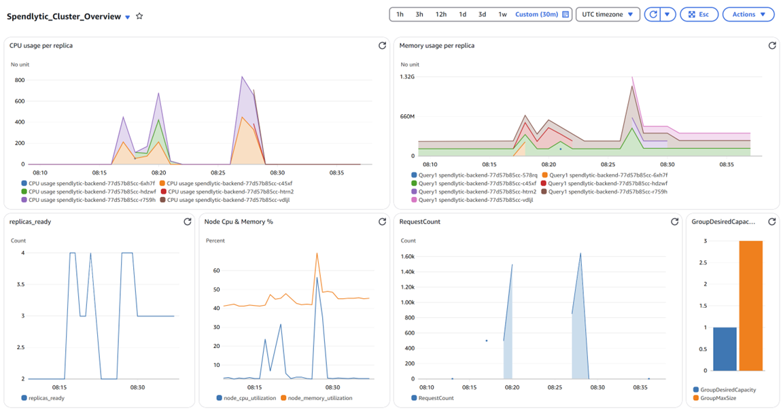 Spendlytic_Cluster_Overview
1h 3h 12h 1d 3d 1w Custom (30m) UTC timezone Esc Actions
CPU usage per replica
No unit
800
600
400
200
0
08:10 08:15 08:20 08:25 08:30 08:35
CPU usage spendlytic-backend-77d57b85cc-6xh7f CPU usage spendlytic-backend-77d57b85cc-c45xf
CPU usage spendlytic-backend-77d57b85cc-hdzwf CPU usage spendlytic-backend-77d57b85cc-htrn2
CPU usage spendlytic-backend-77d57b85cc-r759h CPU usage spendlytic-backend-77d57b85cc-vdljl
Memory usage per replica
No unit
1.32G
660M
0
08:10 08:15 08:20 08:25 08:30 08:35
Query1 spendlytic-backend-77d57b85cc-578nj Query1 spendlytic-backend-77d57b85cc-6xh7f
Query1 spendlytic-backend-77d57b85cc-c45xf Query1 spendlytic-backend-77d57b85cc-hdzwf
Query1 spendlytic-backend-77d57b85cc-htrn2 Query1 spendlytic-backend-77d57b85cc-r759h
Query1 spendlytic-backend-77d57b85cc-vdljl
replicas_ready
Count
4
3.5
3
2.5
2
08:15 08:30
replicas_ready
Node Cpu & Memory %
Percent
60
50
40
30
20
10
08:15 08:30
node_cpu_utilization node_memory_utilization
RequestCount
Count
1.60k
1.40k
1.20k
1.00k
800
600
400
200
0
08:10 08:15 08:20 08:25 08:30 08:35
RequestCount
GroupDesiredCapac...
3
2.5
2
1.5
1
0.5
0
GroupDesiredCapacity
GroupMaxSize